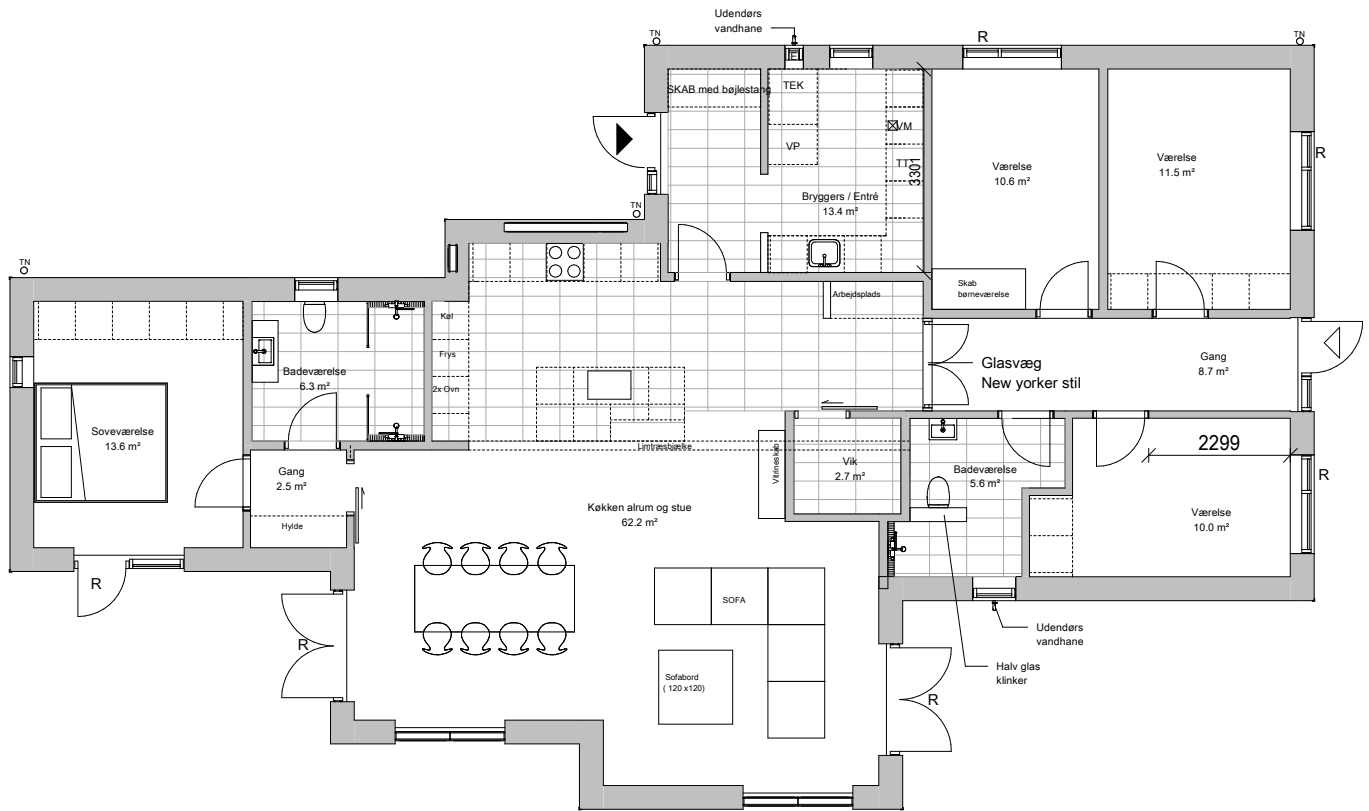 Udendørs
vandhane
TN
R
TN
SKAB med bøjlestang
TEK
VM
VP
TT
3301
Bryggers / Entré
13.4 m²
Værelse
10.6 m²
Værelse
11.5 m²
R
Skab
børneværelse
TN
TN
Arbejdsplads
Køl
Frys
2x Ovn
Badeværelse
6.3 m²
Glasvæg
New yorker stil
Gang
8.7 m²
Soveværelse
13.6 m²
Gang
2.5 m²
Hylde
Limtræsbjælke
Vitrineskab
Vik
2.7 m²
Badeværelse
5.6 m²
2299
R
Værelse
10.0 m²
Køkken alrum og stue
62.2 m²
R
SOFA
R
Sofabord
( 120 x120)
R
Udendørs
vandhane
Halv glas
klinker